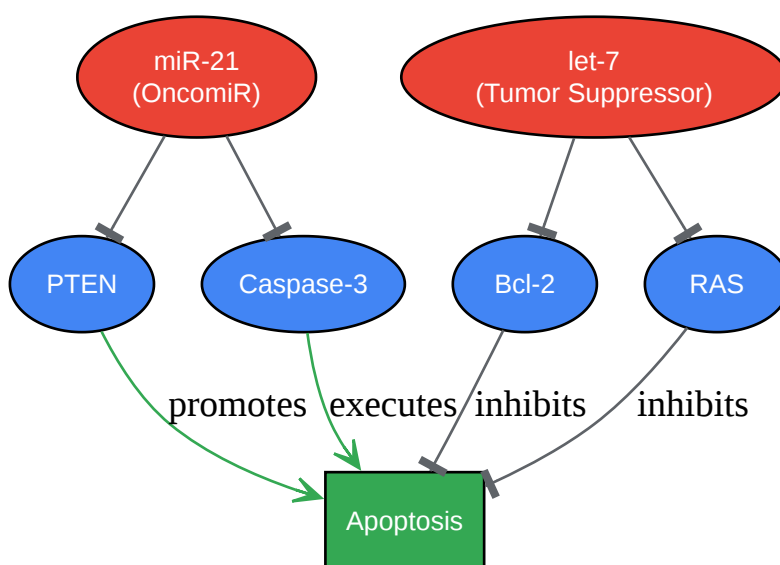 miR-21
(OncomiR)
let-7
(Tumor Suppressor)
PTEN
Caspase-3
Bcl-2
RAS
promotes
executes
inhibits
inhibits
Apoptosis